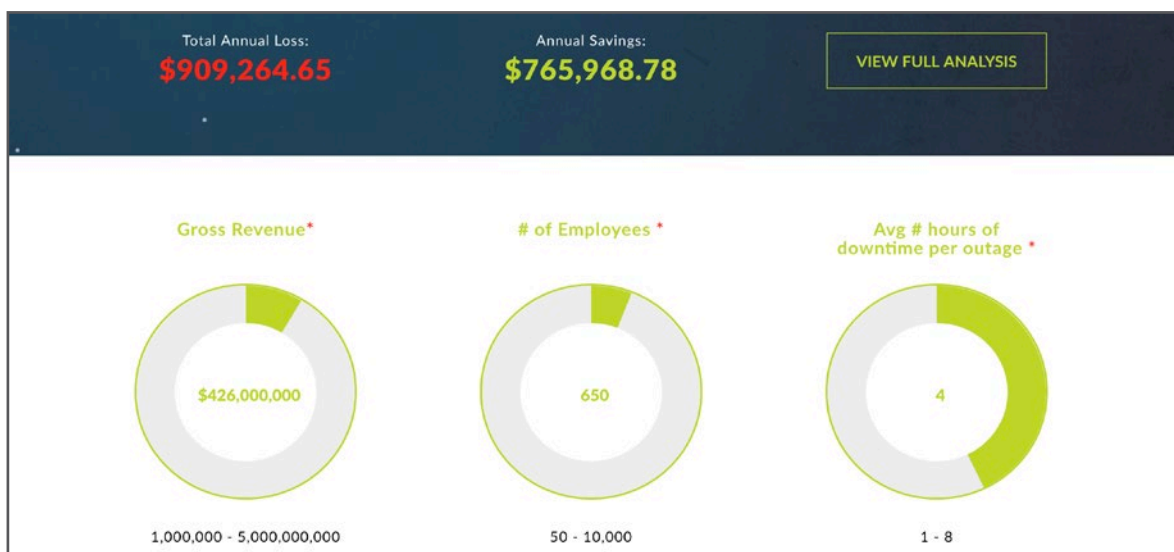 Total Annual Loss:
$909,264.65
Annual Savings:
$765,968.78
VIEW FULL ANALYSIS
Gross Revenue*
# of Employees *
Avg # hours of
downtime per outage *
$426,000,000
650
4
1,000,000 - 5,000,000,000
50 - 10,000
1 - 8